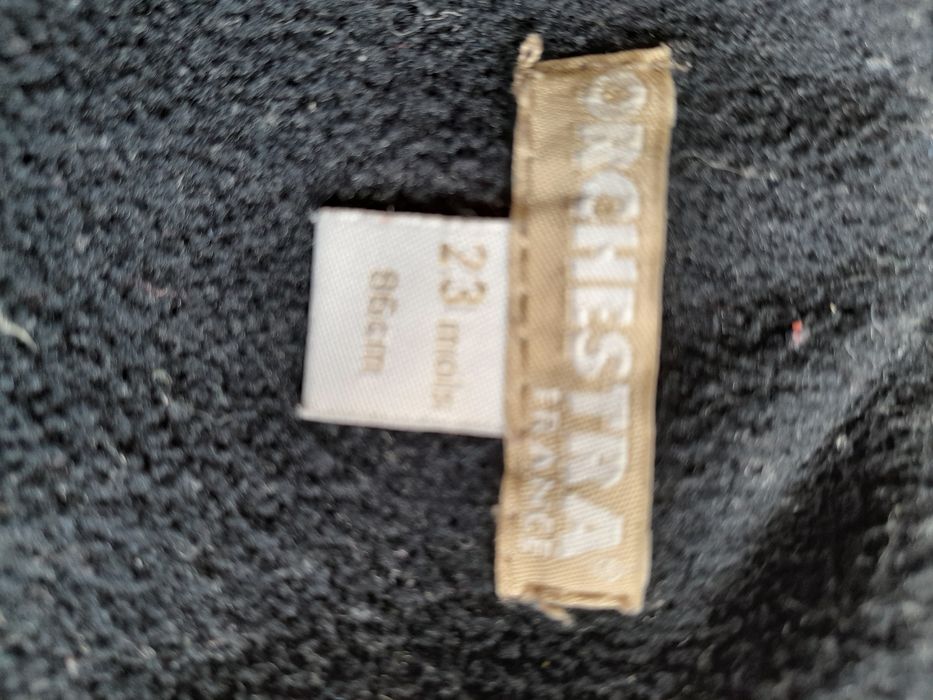 ORCHESTRA
FRANCE
23 mois
86cm